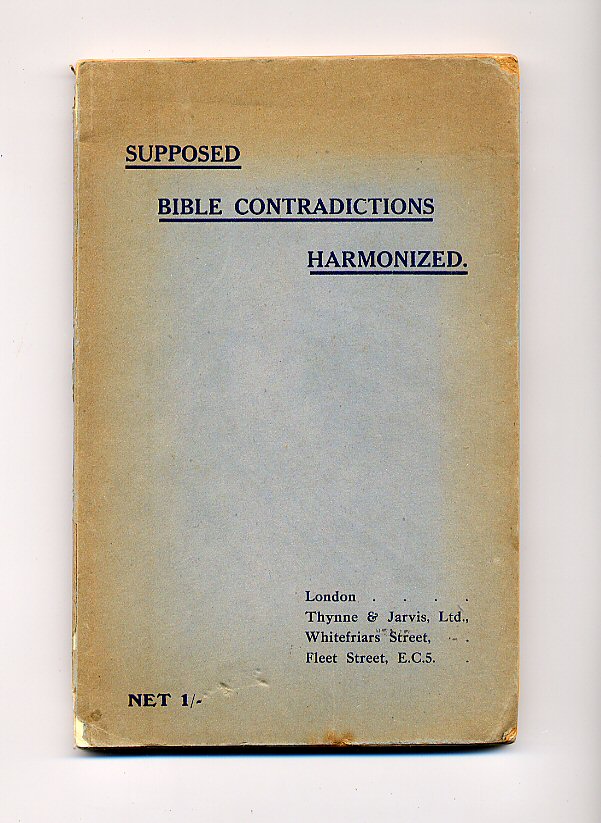 SUPPOSED
BIBLE CONTRADICTIONS
HARMONIZED.
London . . . .
Thynne & Jarvis, Ltd.,
Whitefriars Street, . .
Fleet Street, E.C.5. .
NET 1/-